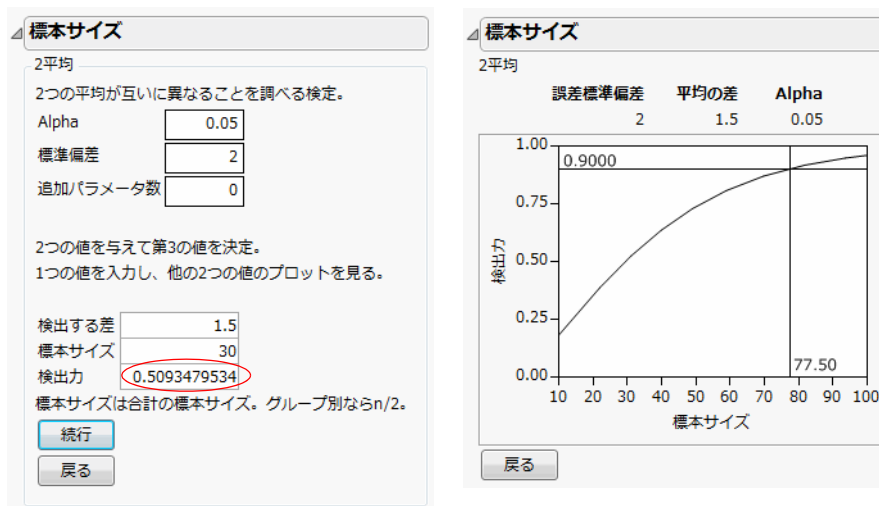 標本サイズ
2平均
2つの平均が互いに異なることを調べる検定。
Alpha 0.05
標準偏差 2
追加パラメータ数 0
2つの値を与えて第3の値を決定。
1つの値を入力し、他の2つの値のプロットを見る。
検出する差 1.5
標本サイズ 30
検出力 0.5093479534
標本サイズは合計の標本サイズ。グループ別ならn/2。
続行
戻る
標本サイズ
2平均
誤差標準偏差 平均の差 Alpha
2 1.5 0.05
1.00
0.9000
0.75
0.50
0.25
0.00
検出力
77.50
10 20 30 40 50 60 70 80 90 100
標本サイズ
戻る